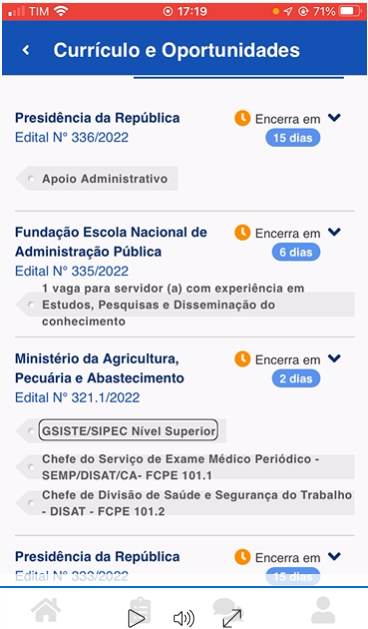 TIM 17:19 71%
Currículo e Oportunidades
Presidência da República
Encerra em
Edital N° 336/2022
15 dias
Apoio Administrativo
Fundação Escola Nacional de
Administração Pública
Encerra em
6 dias
Edital N° 335/2022
1 vaga para servidor (a) com experiência em
Estudos, Pesquisas e Disseminação do
conhecimento
Ministério da Agricultura,
Pecuária e Abastecimento
Encerra em
2 dias
Edital N° 321.1/2022
GSISTE/SIPEC Nível Superior
Chefe do Serviço de Exame Médico Periódico -
SEMP/DISAT/CA- FCPE 101.1
Chefe de Divisão de Saúde e Segurança do Trabalho
- DISAT - FCPE 101.2
Presidência da República
Encerra em
Edital N° 333/2022
15 dias